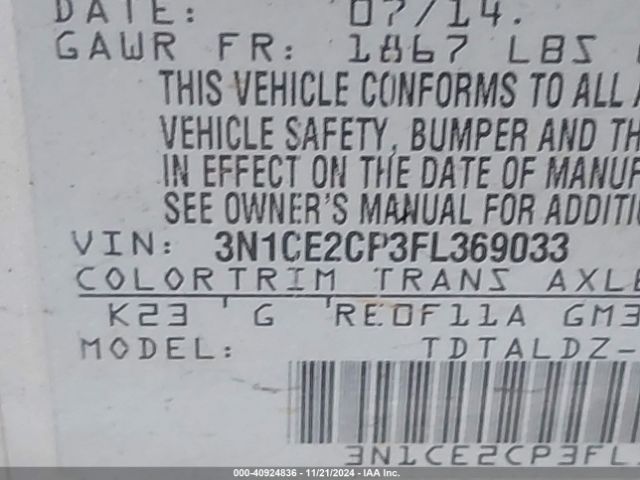 DATE: 07/14.
GAWR FR: 1867 LBS
THIS VEHICLE CONFORMS TO ALL
VEHICLE SAFETY, BUMPER AND TH
IN EFFECT ON THE DATE OF MANUF
SEE OWNER'S MANUAL FOR ADDITI
VIN: 3N1CE2CP3FL369033
COLOR TRIM TRANS AXLE
K23 G RE0F11A GM3
MODEL: TDTALDZ-
3N1CE2CP3FL
000-40924836 - 11/21/2024 - IAA Inc.